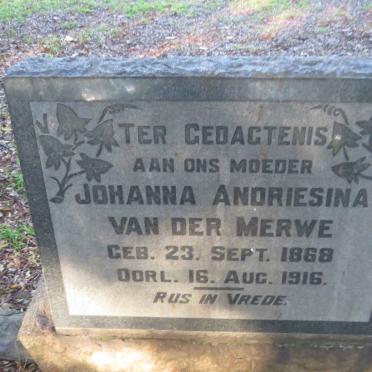 TER GEDAGTENIS
AAN ONS MOEDER
JOHANNA ANDRIESINA
VAN DER MERWE
GEB. 23. SEPT. 1868
OORL. 16. AUG. 1916.
RUS IN VREDE.